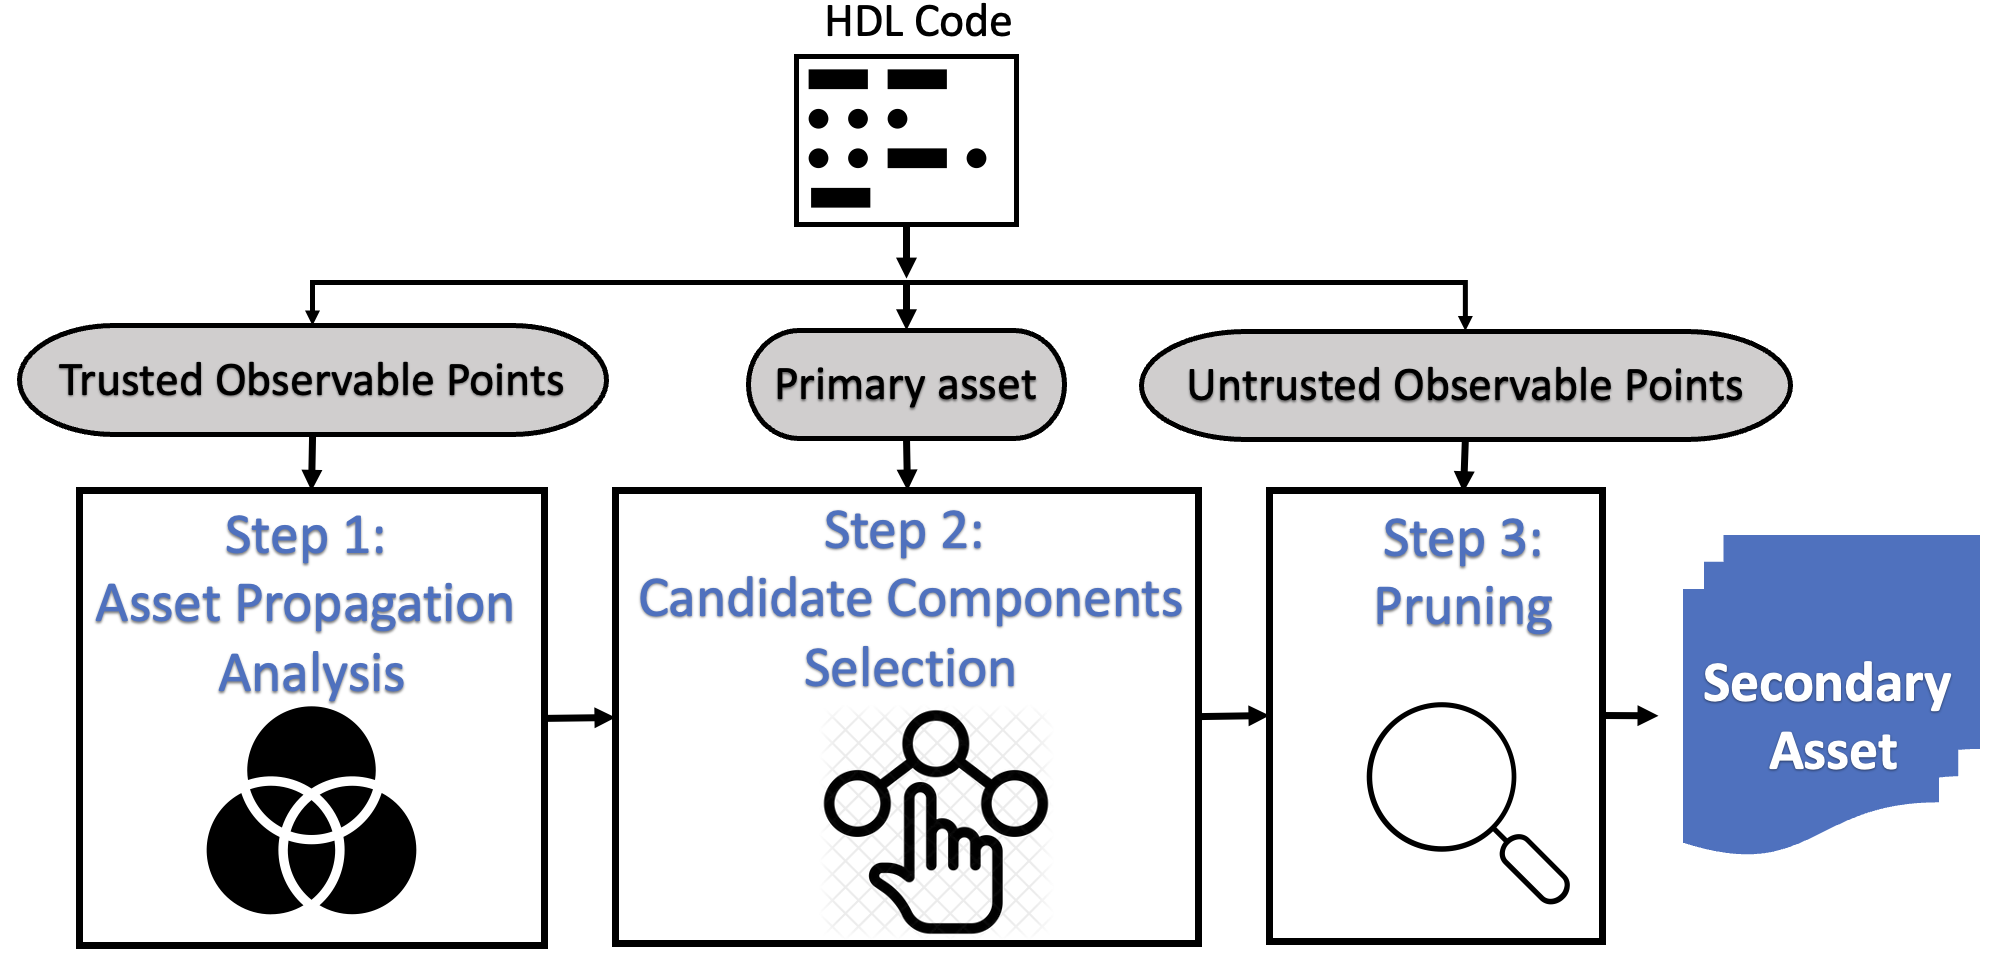 HDL Code
Trusted Observable Points
Primary asset
Untrusted Observable Points
Step 1:
Asset Propagation
Analysis
Step 2:
Candidate Components
Selection
Step 3:
Pruning
Secondary
Asset